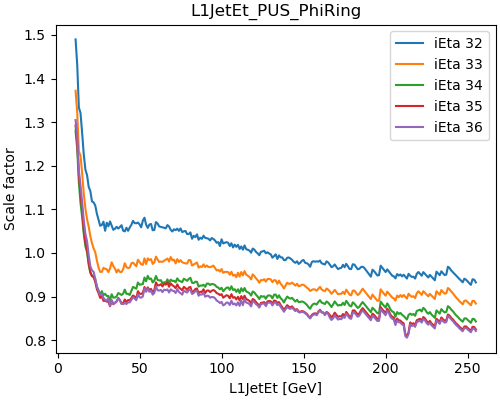 L1JetEt_PUS_PhiRing
1.5
1.4
1.3
1.2
1.1
1.0
0.9
0.8
Scale factor
iEta 32
iEta 33
iEta 34
iEta 35
iEta 36
0
50
100
150
200
250
L1JetEt [GeV]